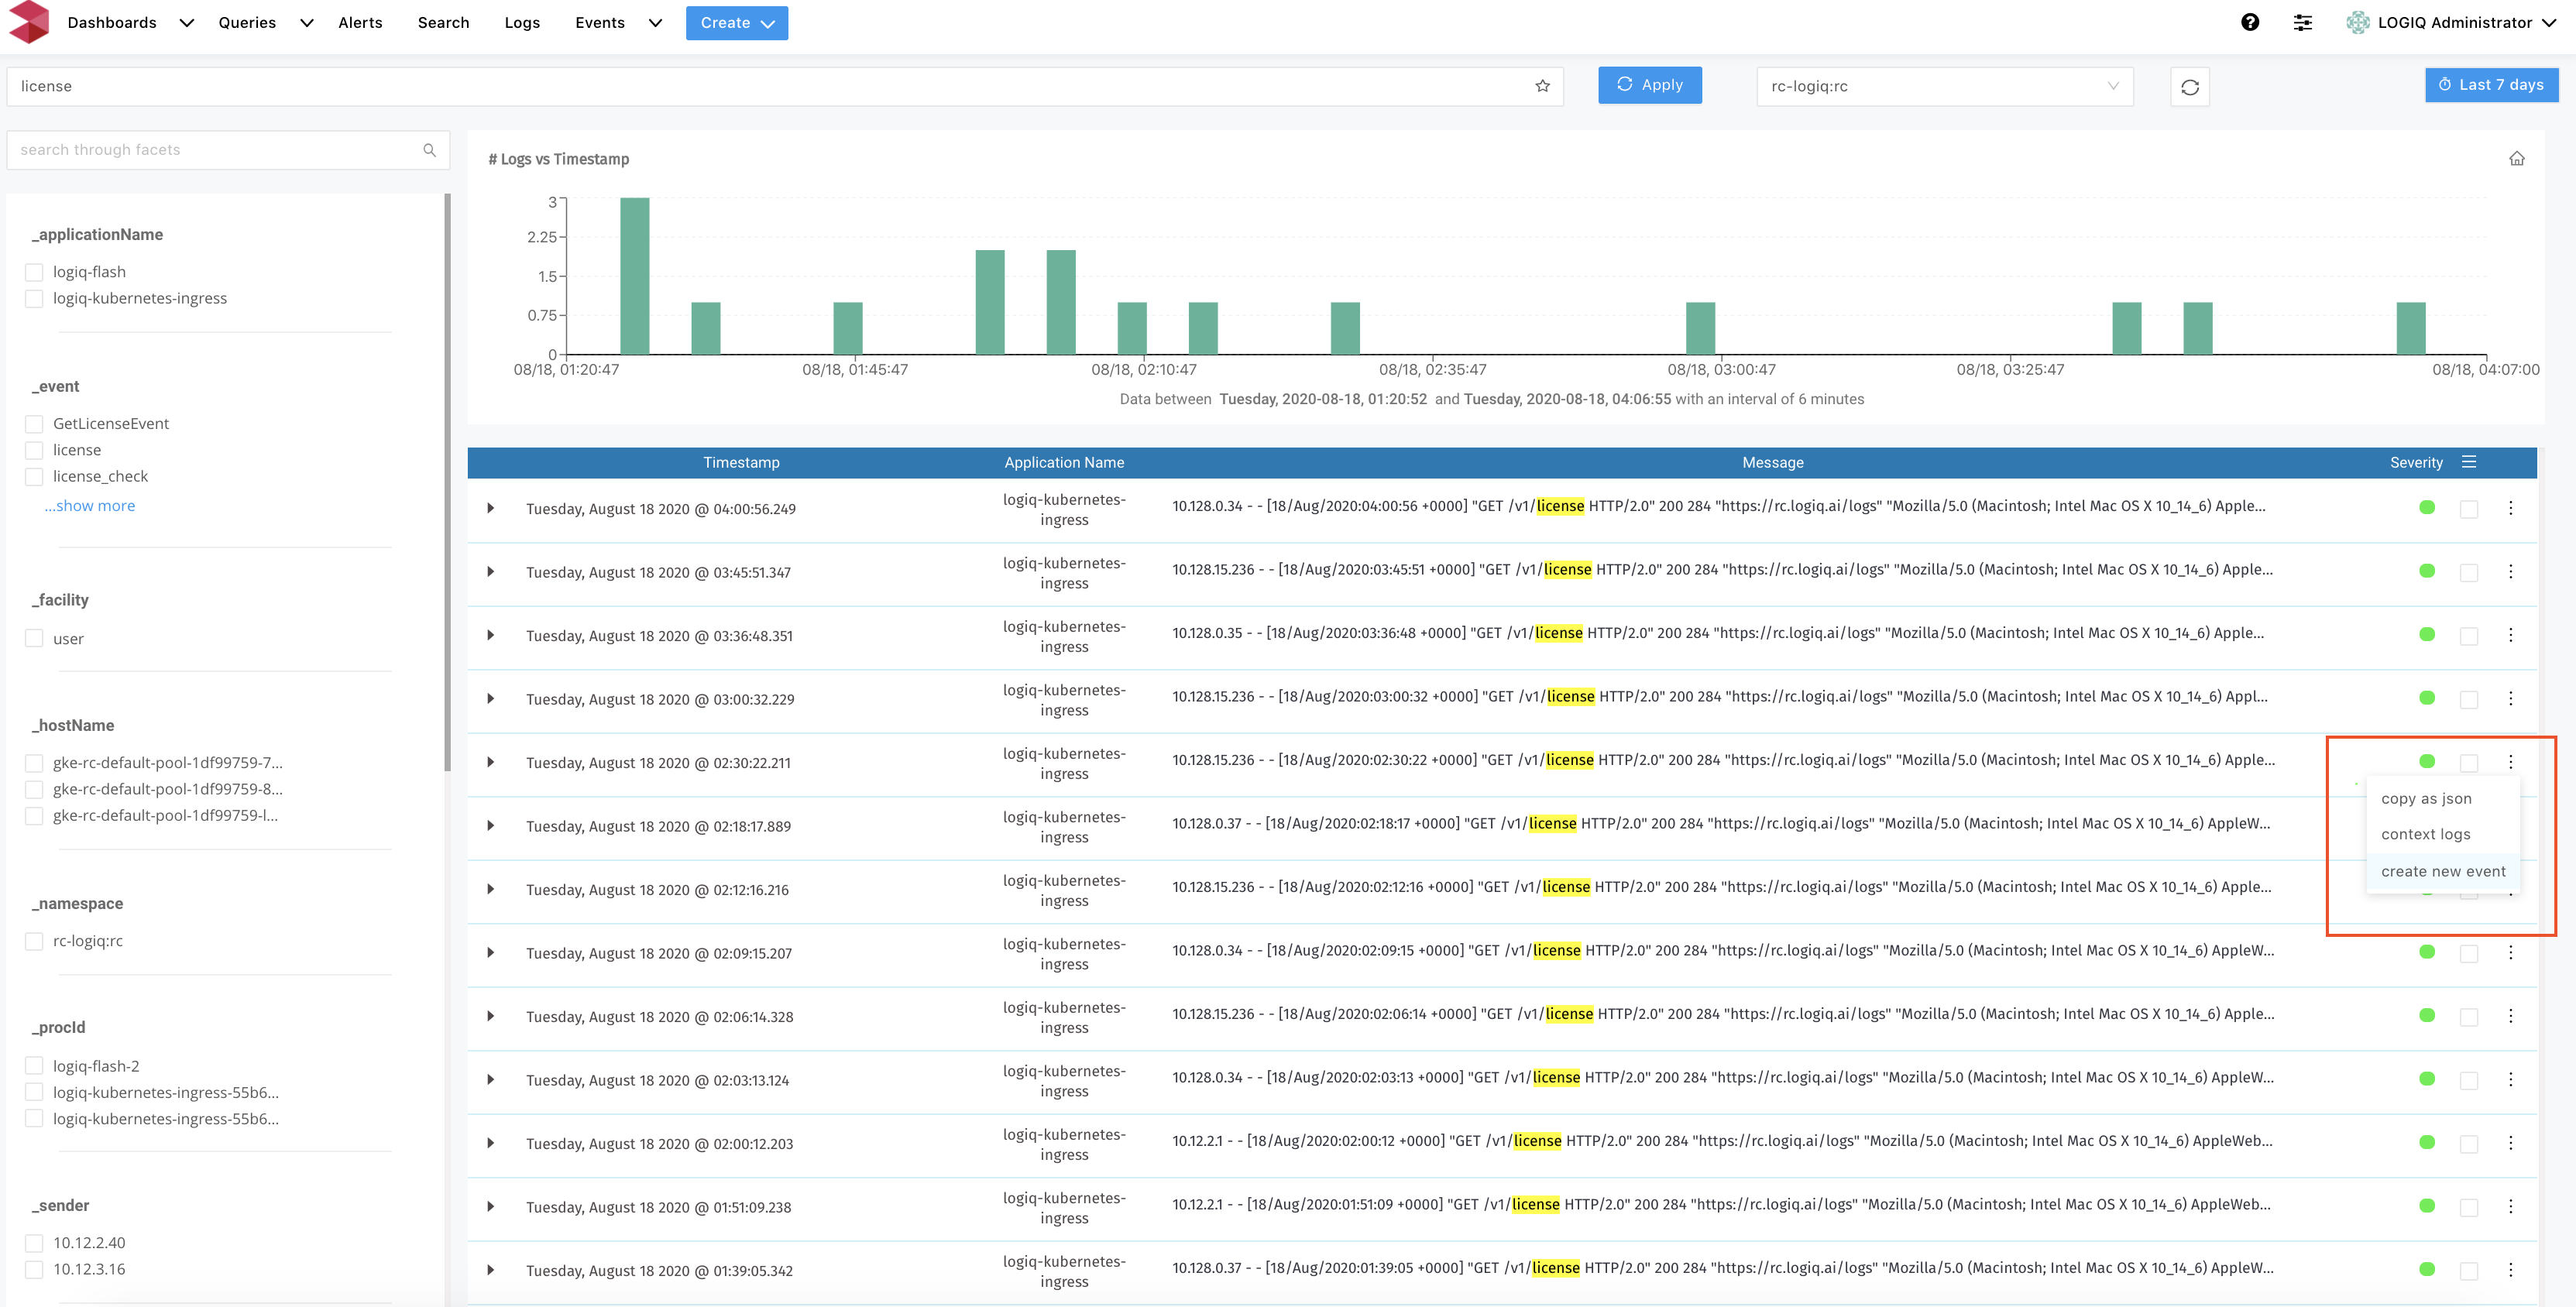 Dashboards Queries Alerts Search Logs Events Create LOGIQ Administrator
license Apply rc-logiq:rc Last 7 days
search through facets
_applicationName
logiq-flash
logiq-kubernetes-ingress
_event
GetLicenseEvent
license
license_check
...show more
_facility
user
_hostName
gke-rc-default-pool-1df99759-7...
gke-rc-default-pool-1df99759-8...
gke-rc-default-pool-1df99759-l...
_namespace
rc-logiq:rc
_procId
logiq-flash-2
logiq-kubernetes-ingress-55b6...
logiq-kubernetes-ingress-55b6...
_sender
10.12.2.40
10.12.3.16
# Logs vs Timestamp
3
2.25
1.5
0.75
0
08/18, 01:20:47 08/18, 01:45:47 08/18, 02:10:47 08/18, 02:35:47 08/18, 03:00:47 08/18, 03:25:47 08/18, 04:07:00
Data between Tuesday, 2020-08-18, 01:20:52 and Tuesday, 2020-08-18, 04:06:55 with an interval of 6 minutes
Timestamp Application Name Message Severity
Tuesday, August 18 2020 @ 04:00:56.249 logiq-kubernetes-ingress 10.128.0.34 - - [18/Aug/2020:04:00:56 +0000] "GET /v1/license HTTP/2.0" 200 284 "https://rc.logiq.ai/logs" "Mozilla/5.0 (Macintosh; Intel Mac OS X 10_14_6) Apple...
Tuesday, August 18 2020 @ 03:45:51.347 logiq-kubernetes-ingress 10.128.15.236 - - [18/Aug/2020:03:45:51 +0000] "GET /v1/license HTTP/2.0" 200 284 "https://rc.logiq.ai/logs" "Mozilla/5.0 (Macintosh; Intel Mac OS X 10_14_6) Apple...
Tuesday, August 18 2020 @ 03:36:48.351 logiq-kubernetes-ingress 10.128.0.35 - - [18/Aug/2020:03:36:48 +0000] "GET /v1/license HTTP/2.0" 200 284 "https://rc.logiq.ai/logs" "Mozilla/5.0 (Macintosh; Intel Mac OS X 10_14_6) Apple...
Tuesday, August 18 2020 @ 03:00:32.229 logiq-kubernetes-ingress 10.128.15.236 - - [18/Aug/2020:03:00:32 +0000] "GET /v1/license HTTP/2.0" 200 284 "https://rc.logiq.ai/logs" "Mozilla/5.0 (Macintosh; Intel Mac OS X 10_14_6) Appl...
Tuesday, August 18 2020 @ 02:30:22.211 logiq-kubernetes-ingress 10.128.15.236 - - [18/Aug/2020:02:30:22 +0000] "GET /v1/license HTTP/2.0" 200 284 "https://rc.logiq.ai/logs" "Mozilla/5.0 (Macintosh; Intel Mac OS X 10_14_6) Apple...
copy as json
context logs
create new event
Tuesday, August 18 2020 @ 02:18:17.889 logiq-kubernetes-ingress 10.128.0.37 - - [18/Aug/2020:02:18:17 +0000] "GET /v1/license HTTP/2.0" 200 284 "https://rc.logiq.ai/logs" "Mozilla/5.0 (Macintosh; Intel Mac OS X 10_14_6) AppleW...
Tuesday, August 18 2020 @ 02:12:16.216 logiq-kubernetes-ingress 10.128.15.236 - - [18/Aug/2020:02:12:16 +0000] "GET /v1/license HTTP/2.0" 200 284 "https://rc.logiq.ai/logs" "Mozilla/5.0 (Macintosh; Intel Mac OS X 10_14_6) Apple...
Tuesday, August 18 2020 @ 02:09:15.207 logiq-kubernetes-ingress 10.128.0.34 - - [18/Aug/2020:02:09:15 +0000] "GET /v1/license HTTP/2.0" 200 284 "https://rc.logiq.ai/logs" "Mozilla/5.0 (Macintosh; Intel Mac OS X 10_14_6) AppleW...
Tuesday, August 18 2020 @ 02:06:14.328 logiq-kubernetes-ingress 10.128.15.236 - - [18/Aug/2020:02:06:14 +0000] "GET /v1/license HTTP/2.0" 200 284 "https://rc.logiq.ai/logs" "Mozilla/5.0 (Macintosh; Intel Mac OS X 10_14_6) Apple...
Tuesday, August 18 2020 @ 02:03:13.124 logiq-kubernetes-ingress 10.128.0.34 - - [18/Aug/2020:02:03:13 +0000] "GET /v1/license HTTP/2.0" 200 284 "https://rc.logiq.ai/logs" "Mozilla/5.0 (Macintosh; Intel Mac OS X 10_14_6) AppleW...
Tuesday, August 18 2020 @ 02:00:12.203 logiq-kubernetes-ingress 10.12.2.1 - - [18/Aug/2020:02:00:12 +0000] "GET /v1/license HTTP/2.0" 200 284 "https://rc.logiq.ai/logs" "Mozilla/5.0 (Macintosh; Intel Mac OS X 10_14_6) AppleWeb...
Tuesday, August 18 2020 @ 01:51:09.238 logiq-kubernetes-ingress 10.12.2.1 - - [18/Aug/2020:01:51:09 +0000] "GET /v1/license HTTP/2.0" 200 284 "https://rc.logiq.ai/logs" "Mozilla/5.0 (Macintosh; Intel Mac OS X 10_14_6) AppleWeb...
Tuesday, August 18 2020 @ 01:39:05.342 logiq-kubernetes-ingress 10.128.0.37 - - [18/Aug/2020:01:39:05 +0000] "GET /v1/license HTTP/2.0" 200 284 "https://rc.logiq.ai/logs" "Mozilla/5.0 (Macintosh; Intel Mac OS X 10_14_6) AppleW...